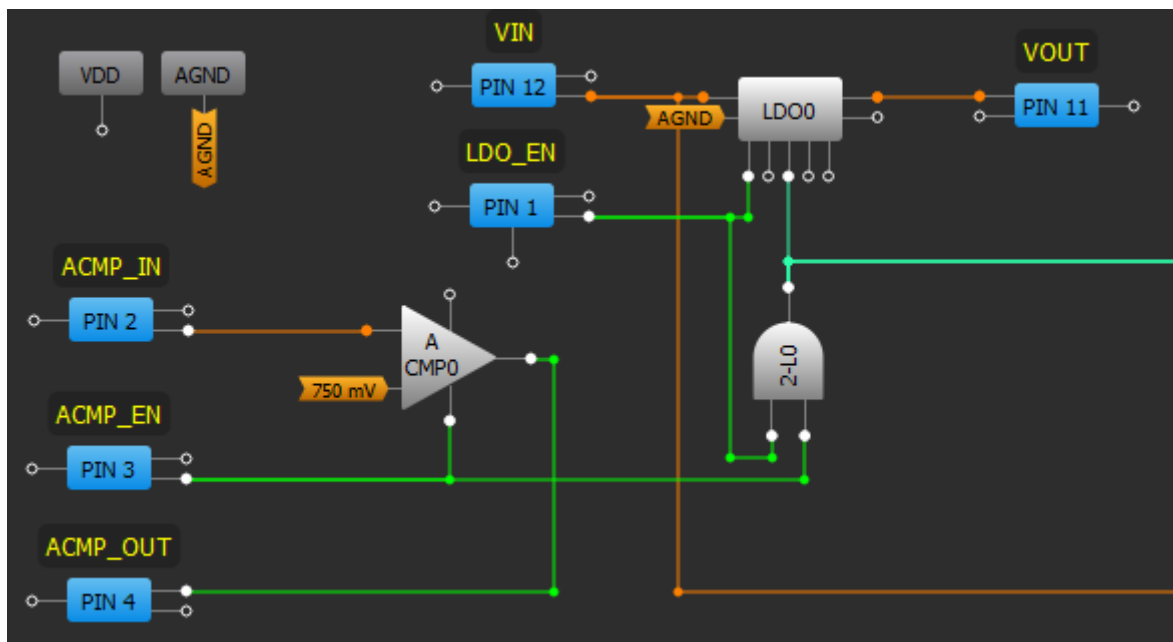 VIN
VOUT
VDD
AGND
PIN 12
LDO0
PIN 11
AGND
AGND
LDO_EN
PIN 1
ACMP_IN
PIN 2
A
CMP0
750 mV
2-L0
ACMP_EN
PIN 3
ACMP_OUT
PIN 4